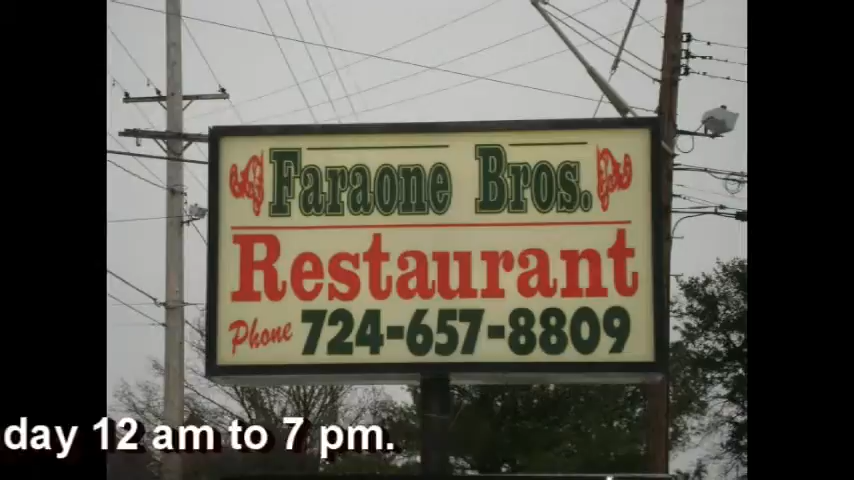 Faraone Bros.
Restaurant
Phone 724-657-8809
day 12 am to 7 pm.